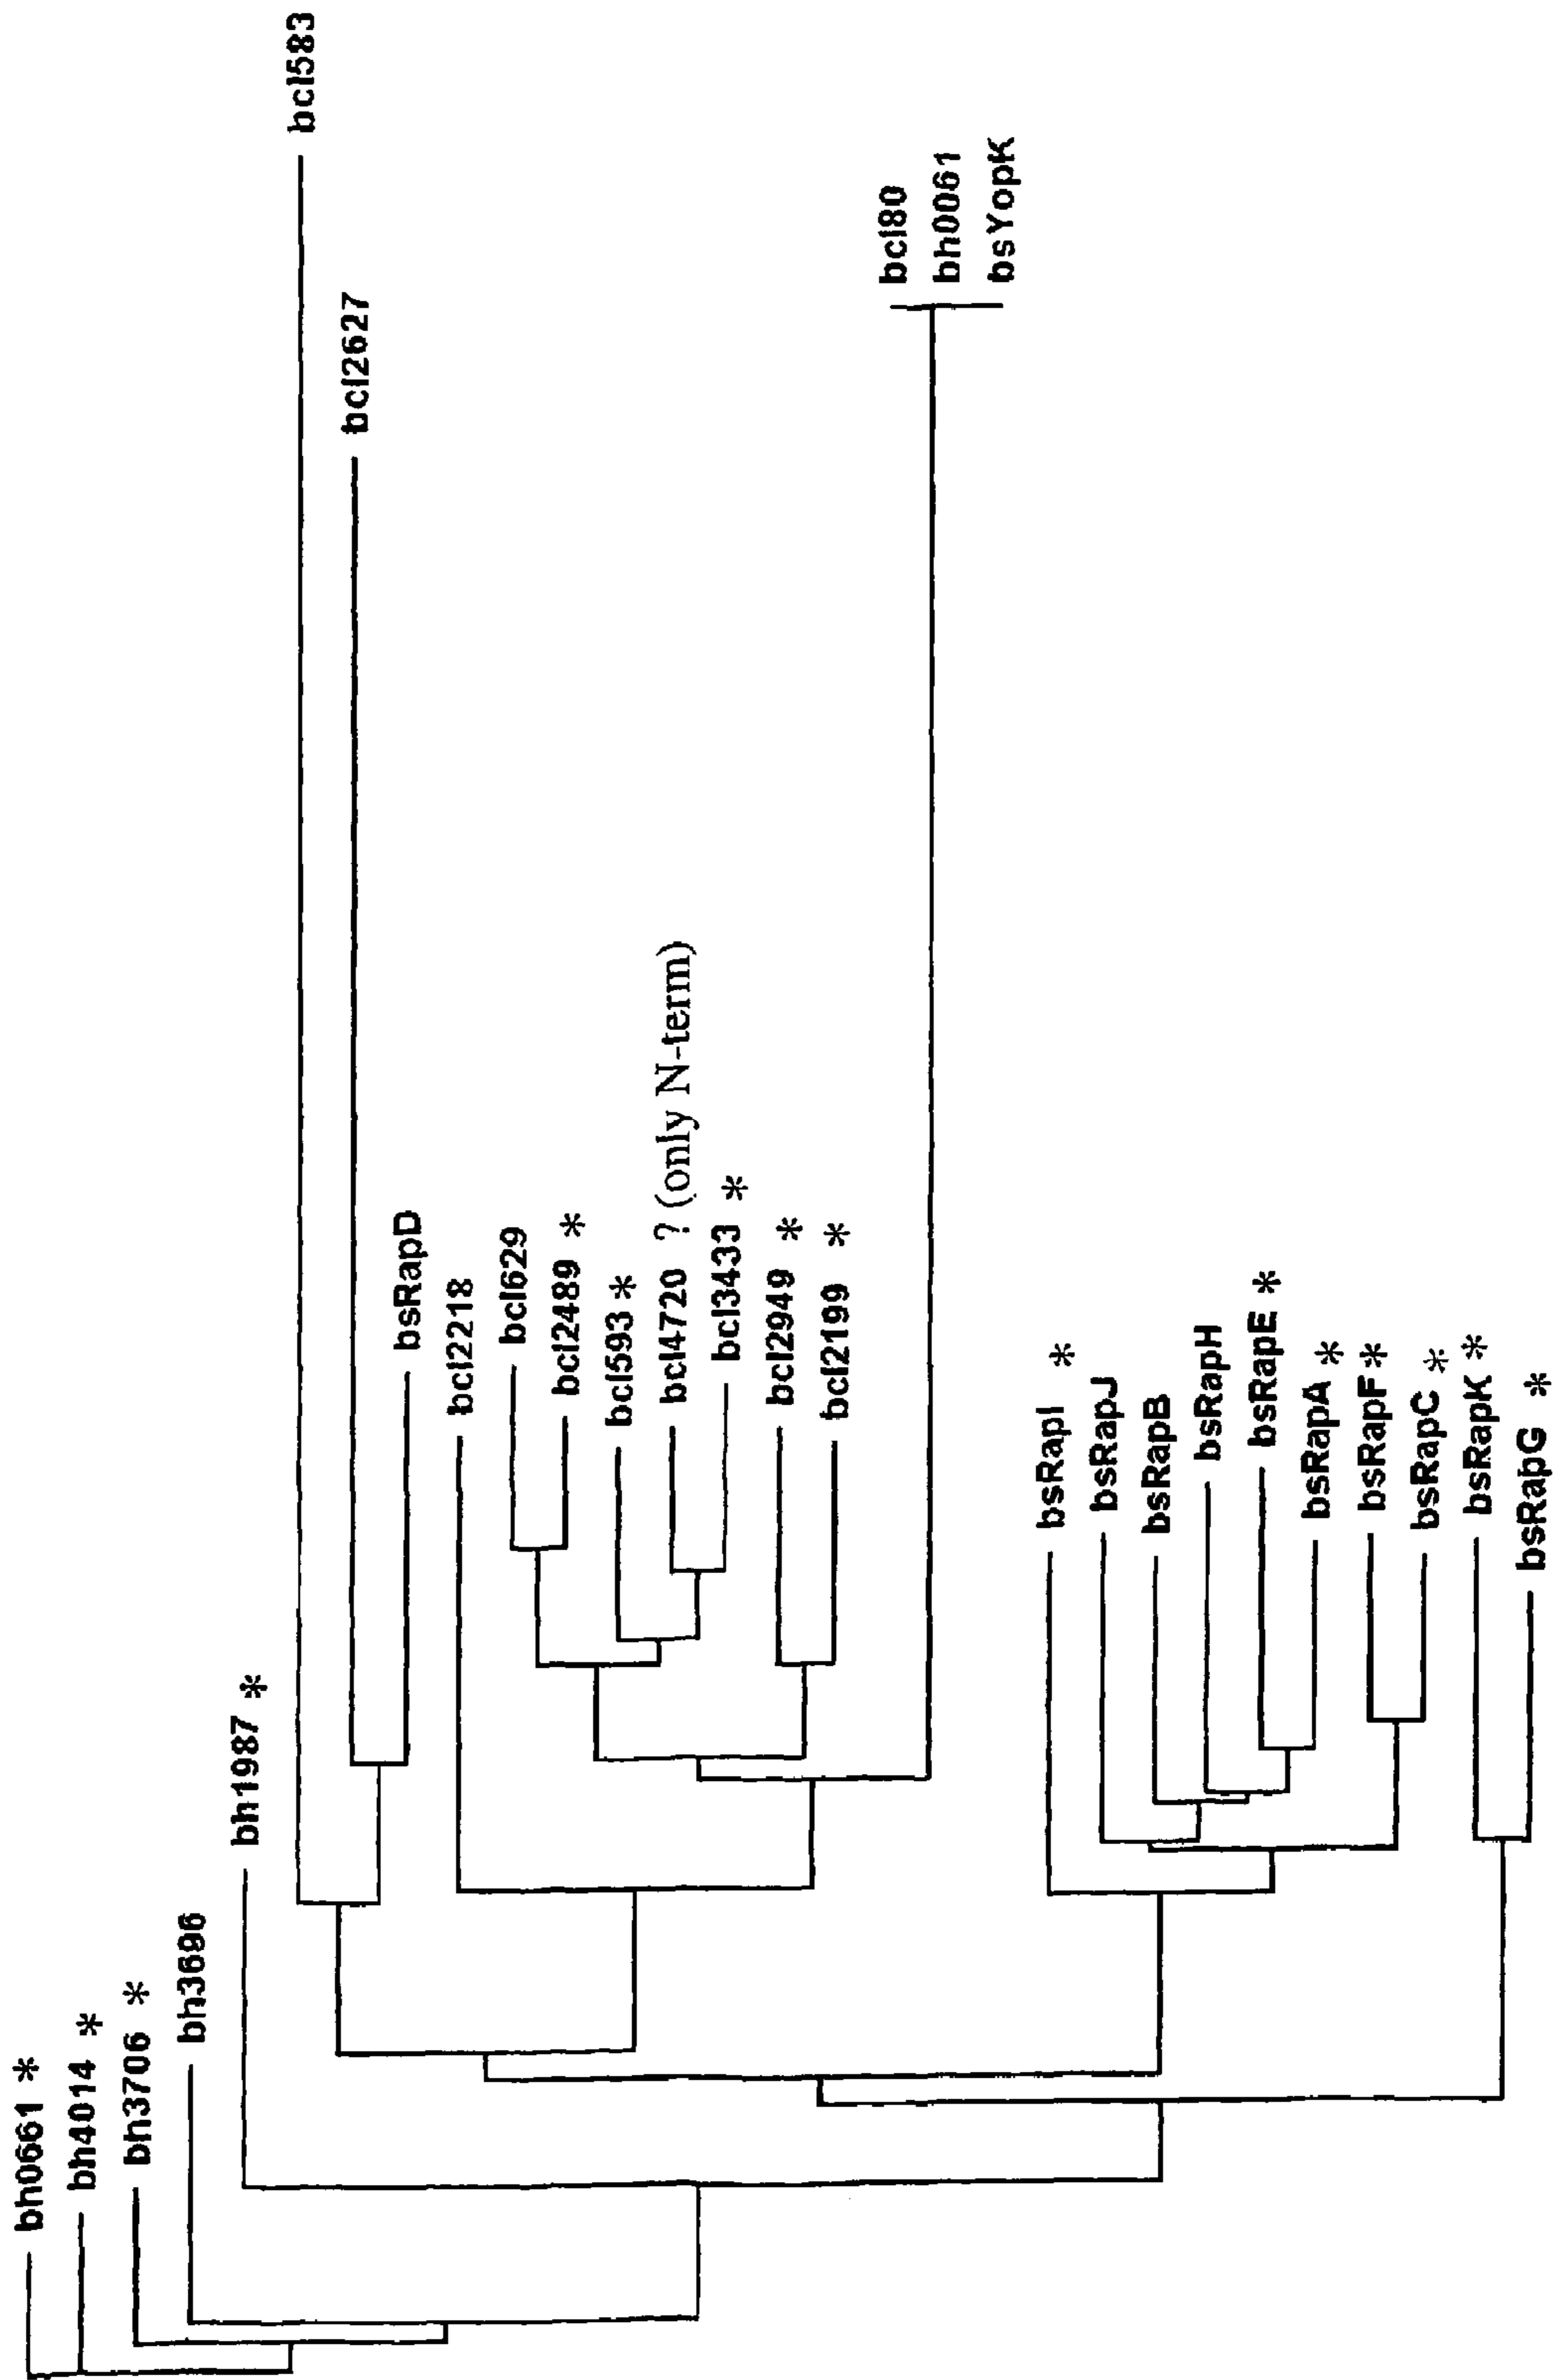 bh0661 *
bh4014 *
bh3706 *
bh3696
bh1987 *
bcl583
bcl2627
bsRapD
bcl2218
bcl629
bcl2489 *
bcl593 *
bcl4720 ? (only N-term)
bcl3433 *
bcl2949 *
bcl2199 *
bcl80
bh0061
bsYopK
bsRapI *
bsRapJ
bsRapB
bsRapH
bsRapE *
bsRapA *
bsRapF *
bsRapC *
bsRapK *
bsRapG *